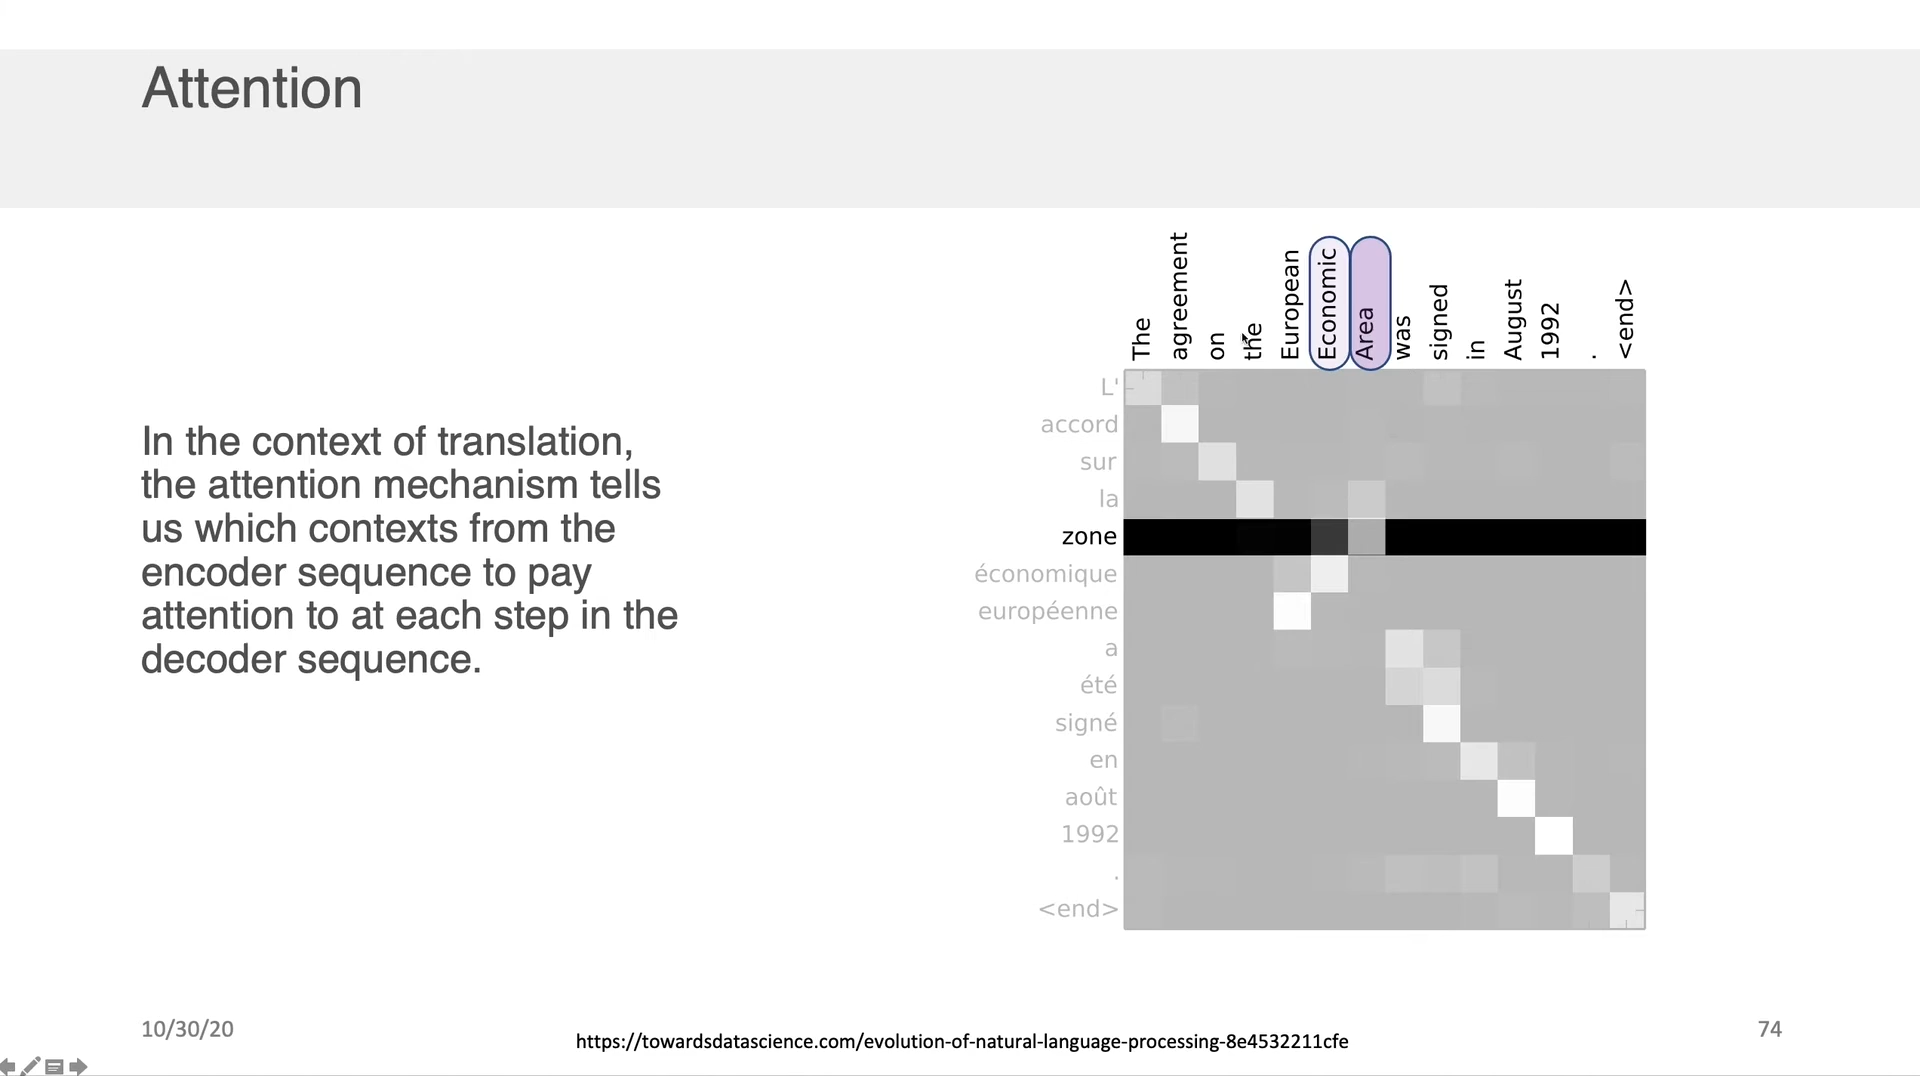 Attention
In the context of translation,
the attention mechanism tells
us which contexts from the
encoder sequence to pay
attention to at each step in the
decoder sequence.
The
agreement
on
the
European
Economic
Area
was
signed
in
August
1992
.
<end>
L'
accord
sur
la
zone
économique
européenne
a
été
signé
en
août
1992
.
<end>
10/30/20
https://towardsdatascience.com/evolution-of-natural-language-processing-8e4532211cfe
74